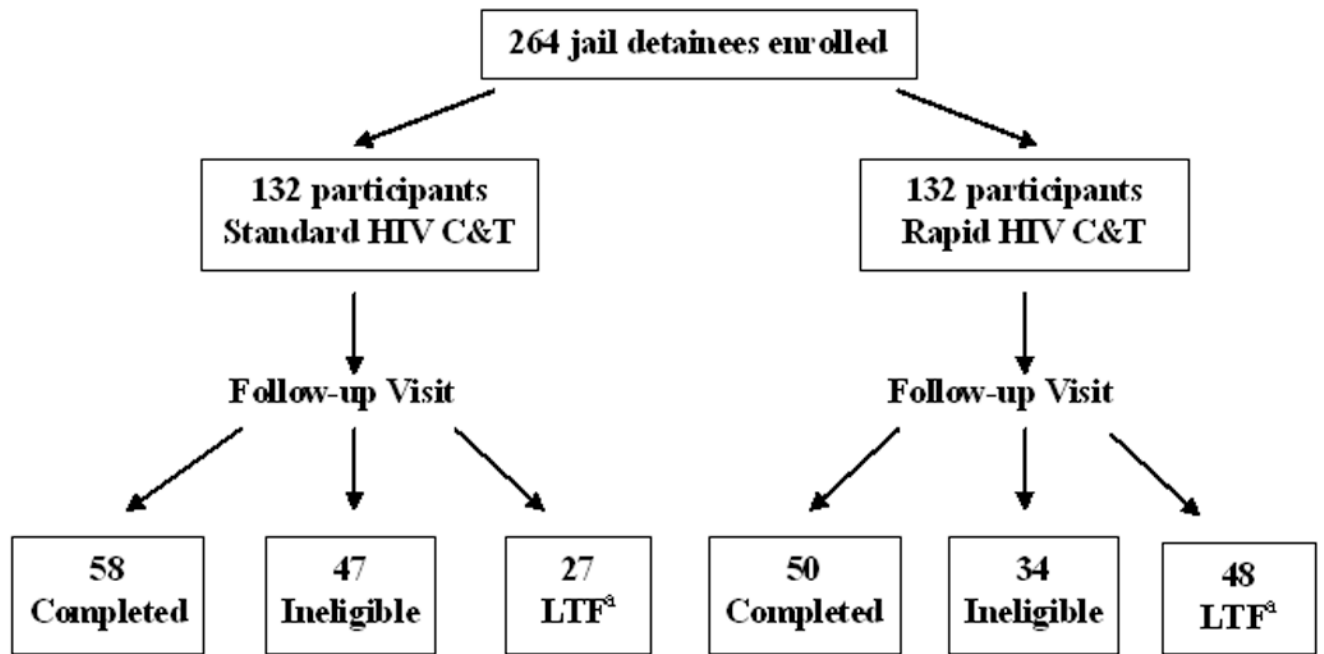 264 jail detainees enrolled
132 participants
Standard HIV C&T
132 participants
Rapid HIV C&T
Follow-up Visit
Follow-up Visit
58
Completed
47
Ineligible
27
LTFᵃ
50
Completed
34
Ineligible
48
LTFᵃ